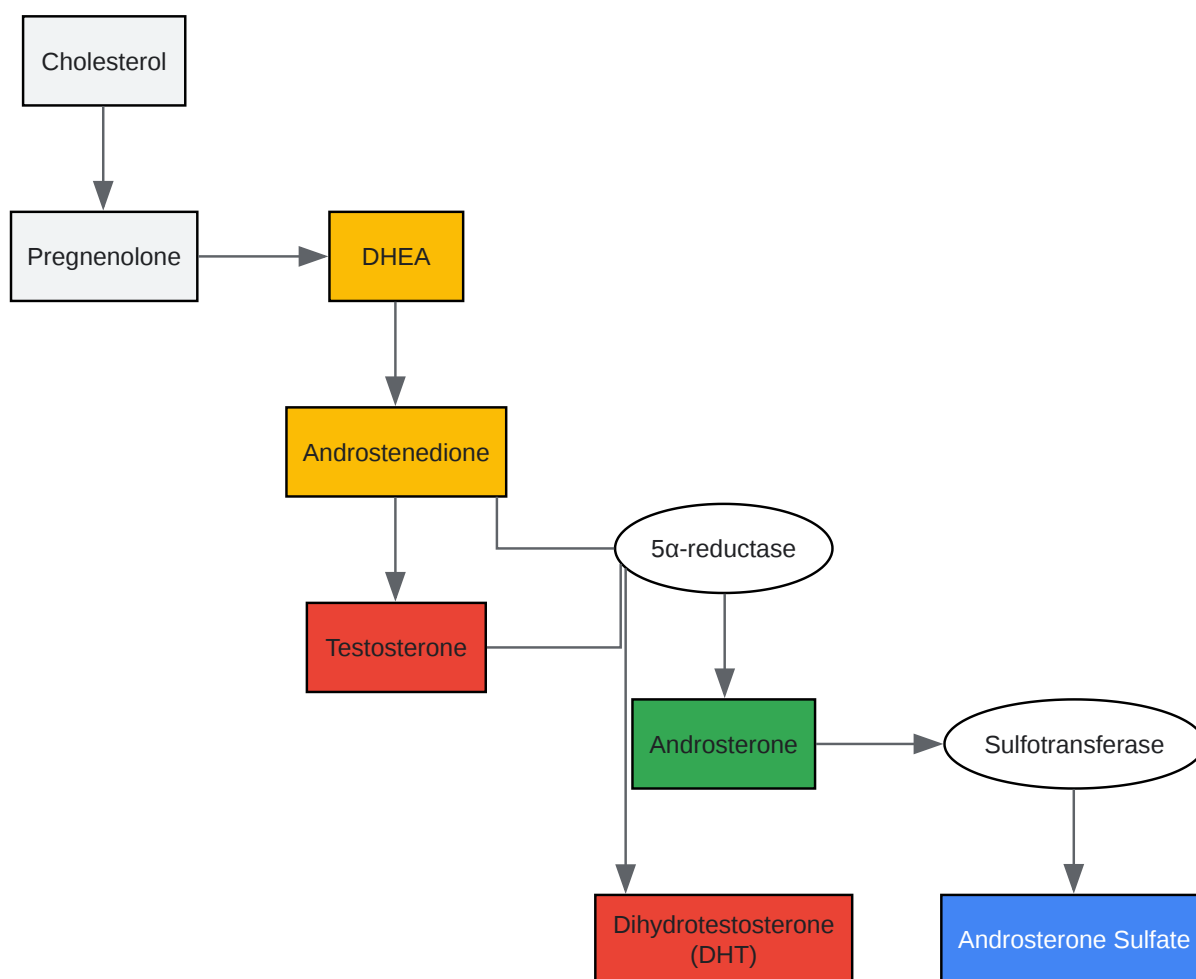 Cholesterol
Pregnenolone
DHEA
Androstenedione
5α-reductase
Testosterone
Androsterone
Sulfotransferase
Dihydrotestosterone
(DHT)
Androsterone Sulfate